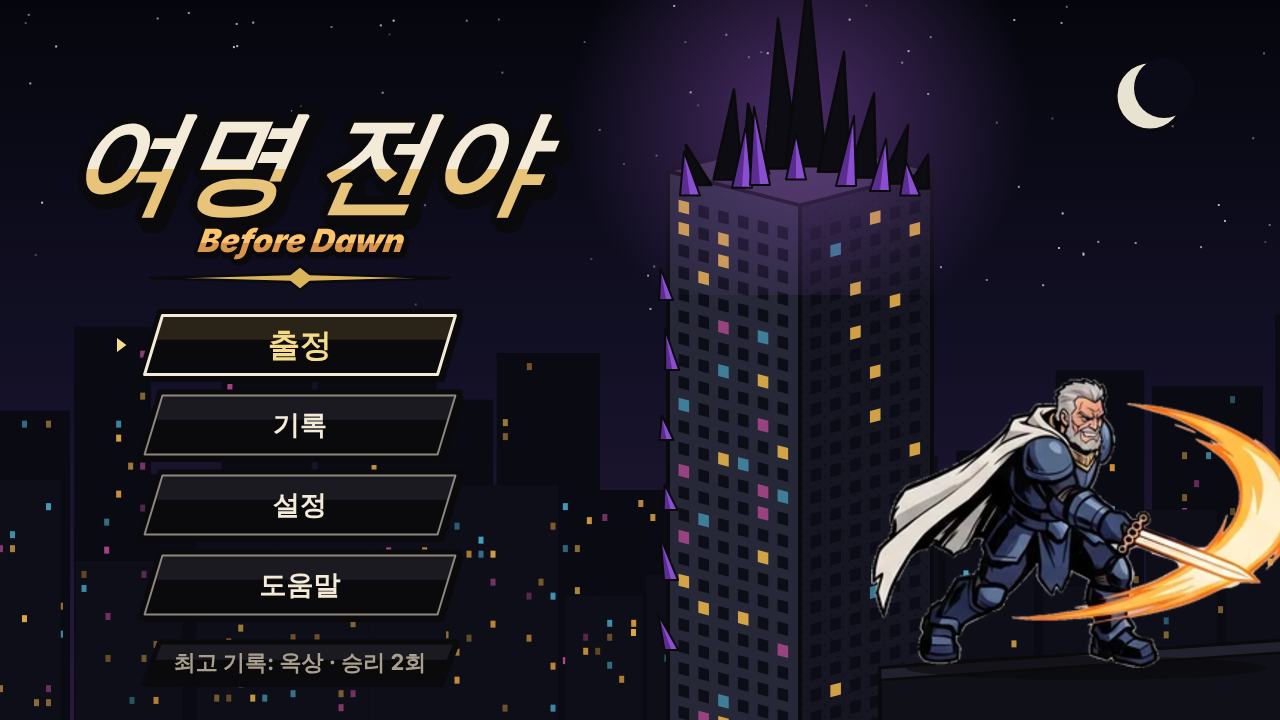 여명 전야
Before Dawn
출정
기록
설정
도움말
최고 기록: 옥상 · 승리 2회